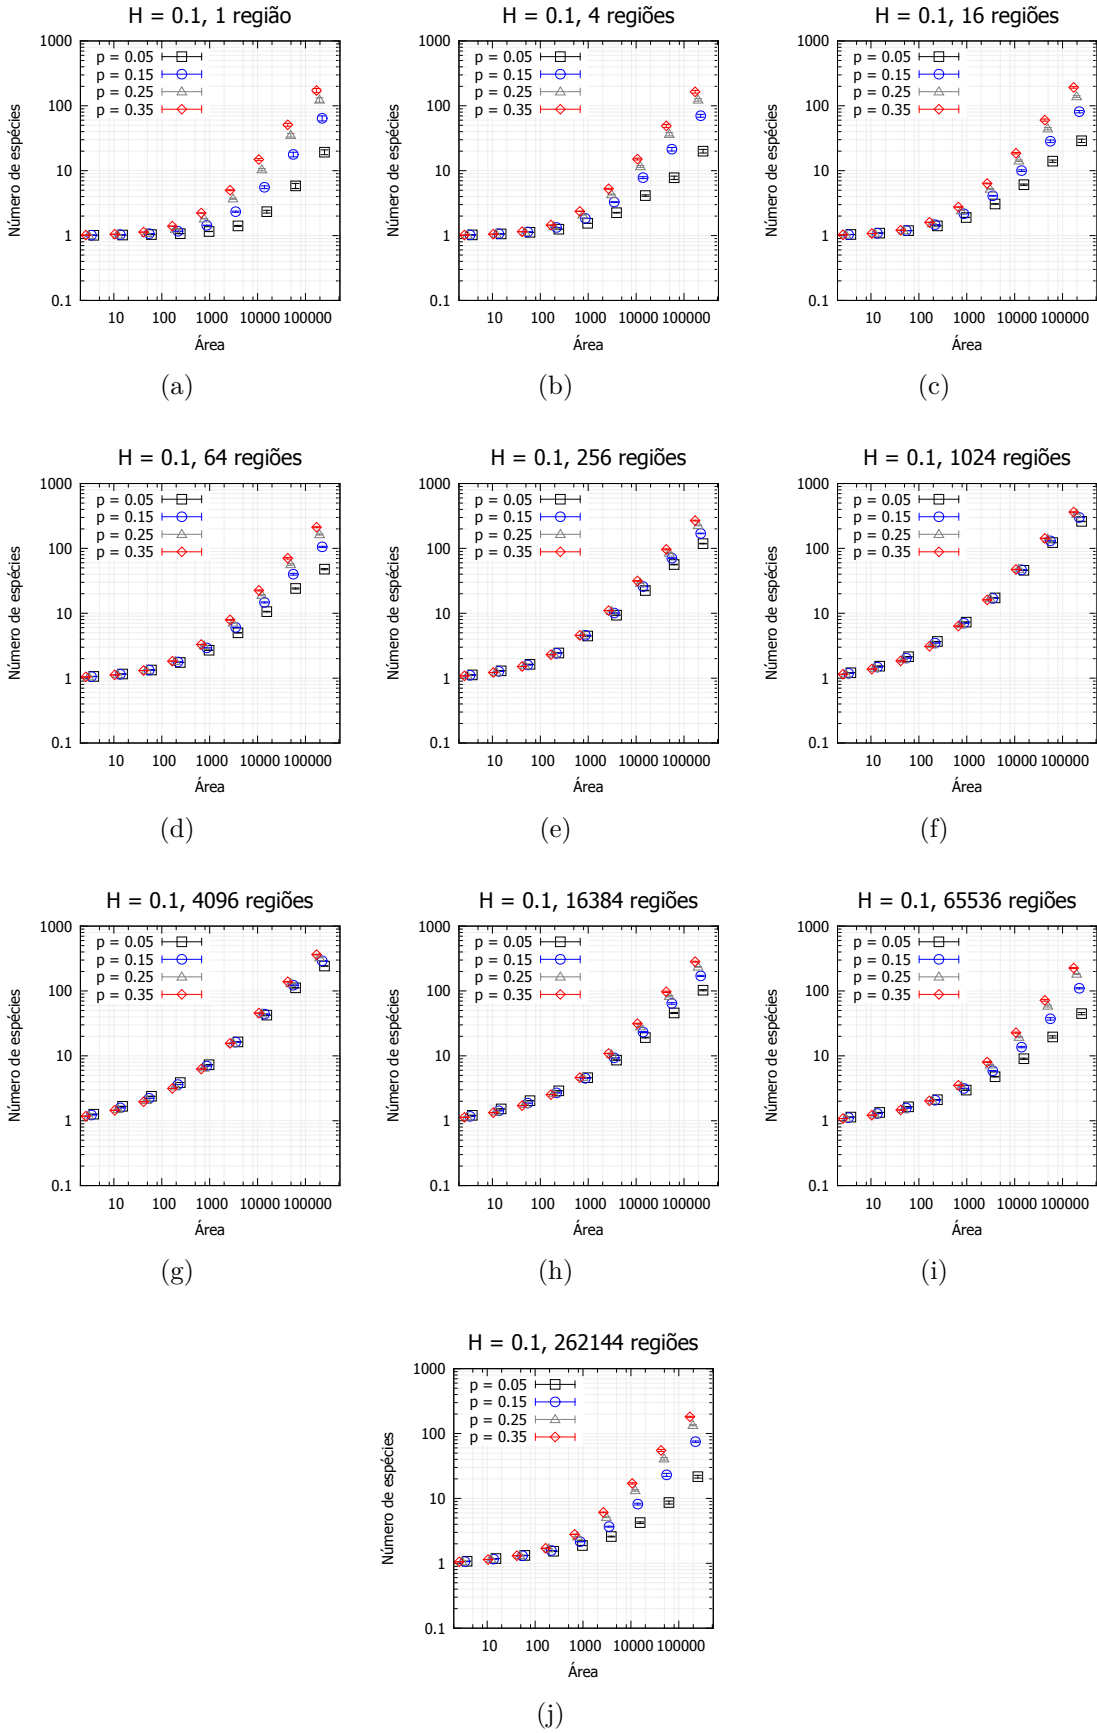 H = 0.1, 1 região
Número de espécies
1000
100
10
1
0.1
p = 0.05
p = 0.15
p = 0.25
p = 0.35
10 100 1000 10000 100000
Área
(a)
H = 0.1, 4 regiões
Número de espécies
1000
100
10
1
0.1
p = 0.05
p = 0.15
p = 0.25
p = 0.35
10 100 1000 10000 100000
Área
(b)
H = 0.1, 16 regiões
Número de espécies
1000
100
10
1
0.1
p = 0.05
p = 0.15
p = 0.25
p = 0.35
10 100 1000 10000 100000
Área
(c)
H = 0.1, 64 regiões
Número de espécies
1000
100
10
1
0.1
p = 0.05
p = 0.15
p = 0.25
p = 0.35
10 100 1000 10000 100000
Área
(d)
H = 0.1, 256 regiões
Número de espécies
1000
100
10
1
0.1
p = 0.05
p = 0.15
p = 0.25
p = 0.35
10 100 1000 10000 100000
Área
(e)
H = 0.1, 1024 regiões
Número de espécies
1000
100
10
1
0.1
p = 0.05
p = 0.15
p = 0.25
p = 0.35
10 100 1000 10000 100000
Área
(f)
H = 0.1, 4096 regiões
Número de espécies
1000
100
10
1
0.1
p = 0.05
p = 0.15
p = 0.25
p = 0.35
10 100 1000 10000 100000
Área
(g)
H = 0.1, 16384 regiões
Número de espécies
1000
100
10
1
0.1
p = 0.05
p = 0.15
p = 0.25
p = 0.35
10 100 1000 10000 100000
Área
(h)
H = 0.1, 65536 regiões
Número de espécies
1000
100
10
1
0.1
p = 0.05
p = 0.15
p = 0.25
p = 0.35
10 100 1000 10000 100000
Área
(i)
H = 0.1, 262144 regiões
Número de espécies
1000
100
10
1
0.1
p = 0.05
p = 0.15
p = 0.25
p = 0.35
10 100 1000 10000 100000
Área
(j)